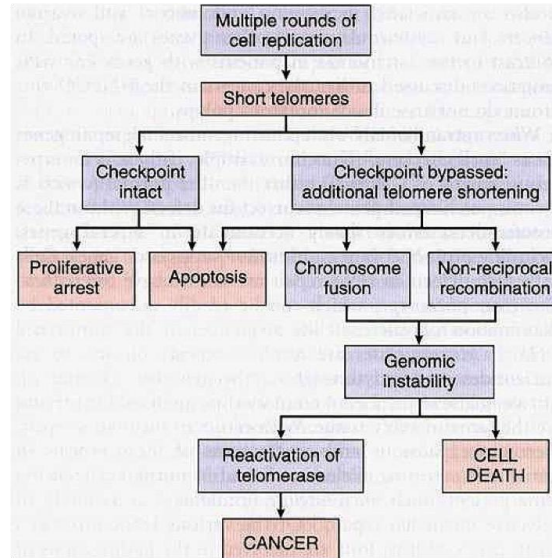 Multiple rounds of
cell replication
Short telomeres
Checkpoint
intact
Checkpoint bypassed:
additional telomere shortening
Proliferative
arrest
Apoptosis
Chromosome
fusion
Non-reciprocal
recombination
Genomic
instability
Reactivation of
telomerase
CELL
DEATH
CANCER